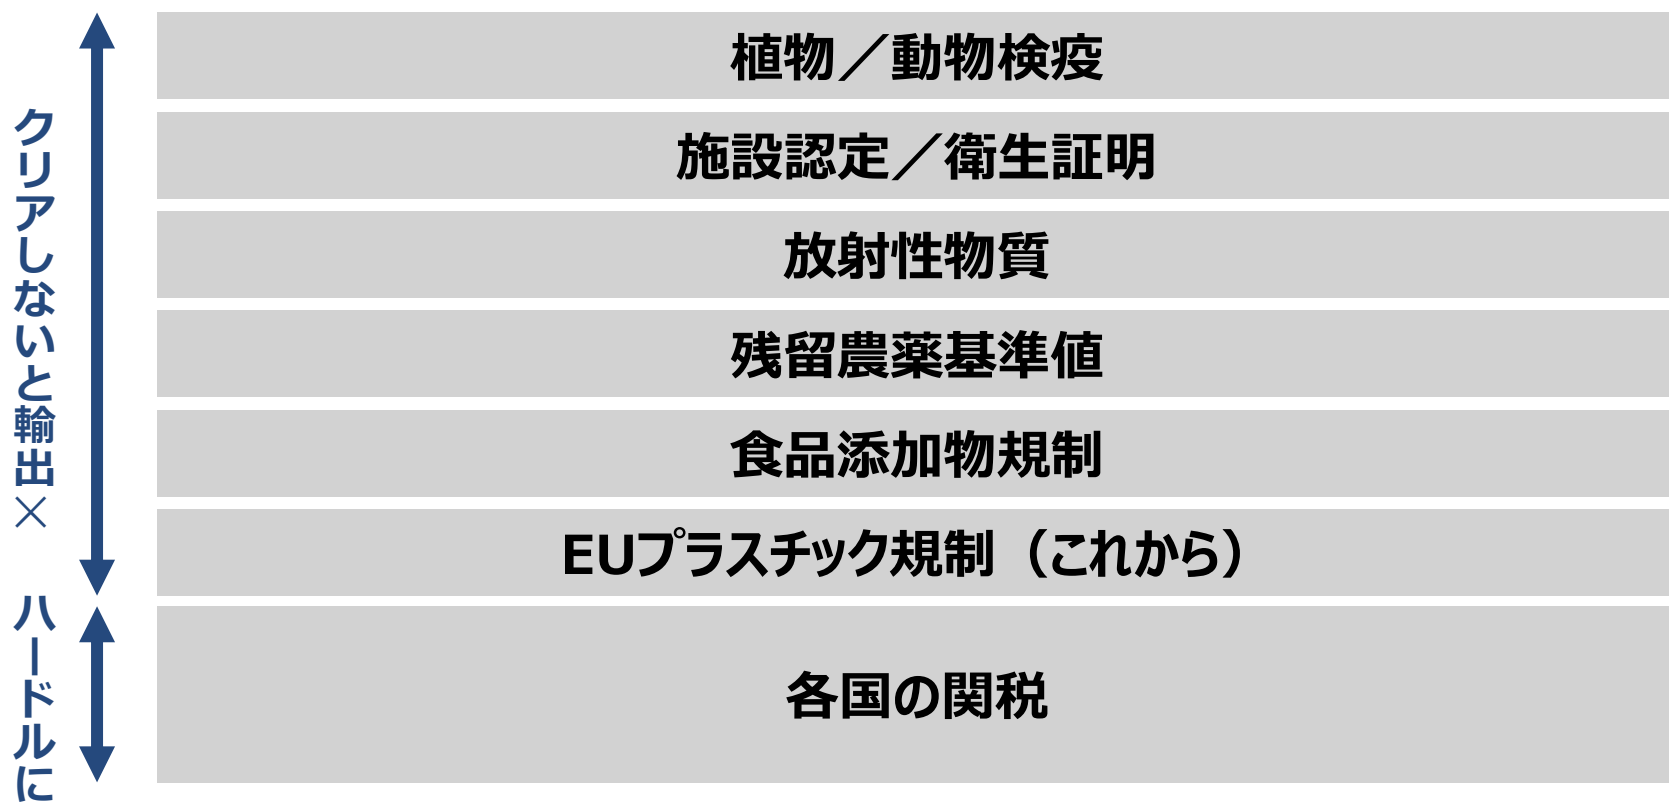 クリアしないと輸出×
植物／動物検疫
施設認定／衛生証明
放射性物質
残留農薬基準値
食品添加物規制
EUプラスチック規制（これから）
ハードルに
各国の関税